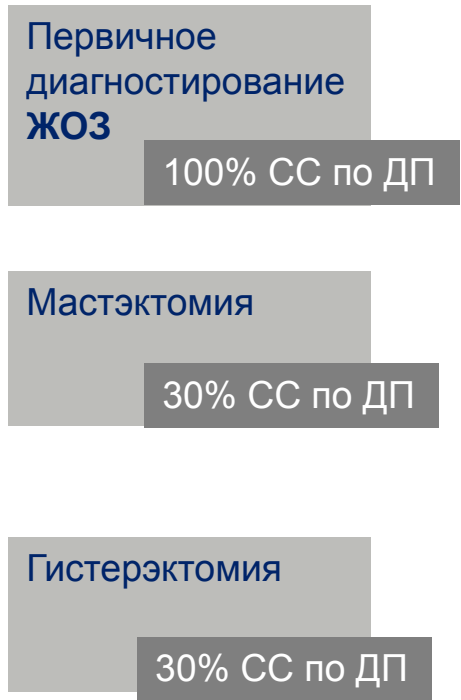 Первичное
диагностирование
ЖОЗ
100% СС по ДП
Мастэктомия
30% СС по ДП
Гистерэктомия
30% СС по ДП